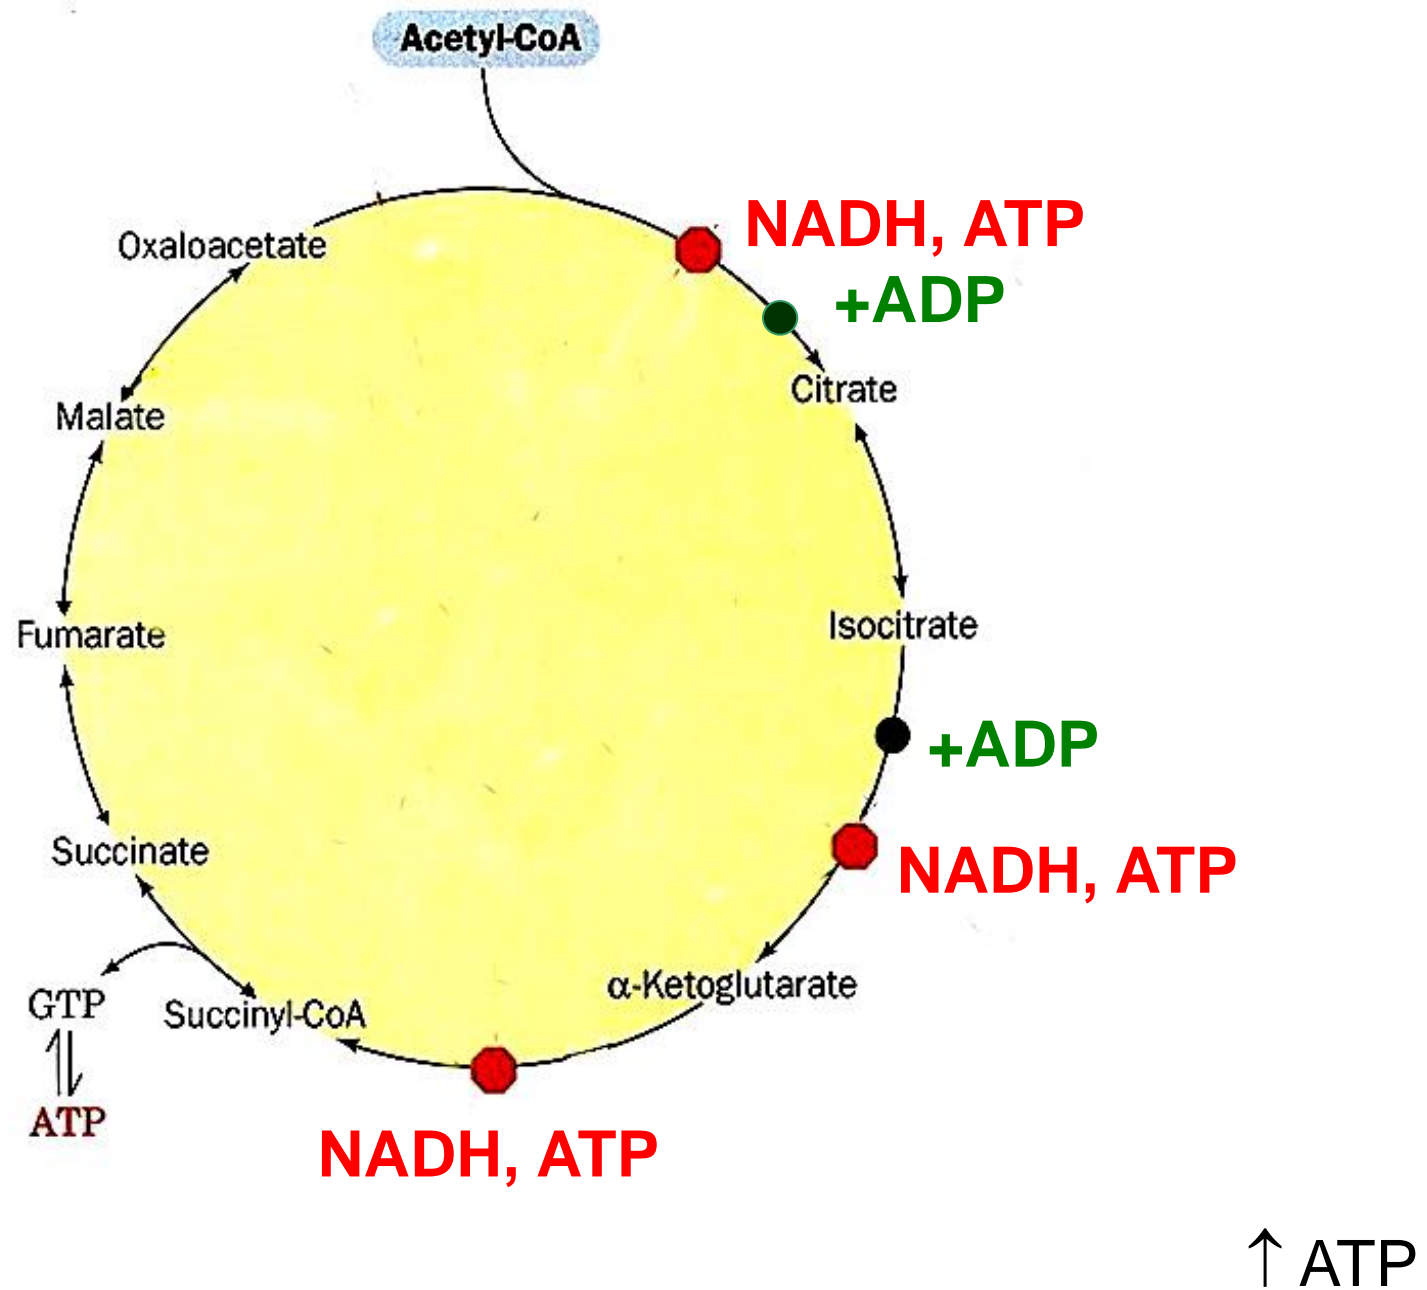 Acetyl-CoA
NADH, ATP
+ADP
Oxaloacetate
Citrate
Malate
Isocitrate
Fumarate
+ADP
NADH, ATP
Succinate
α-Ketoglutarate
Succinyl-CoA
GTP
ATP
NADH, ATP
↑ ATP